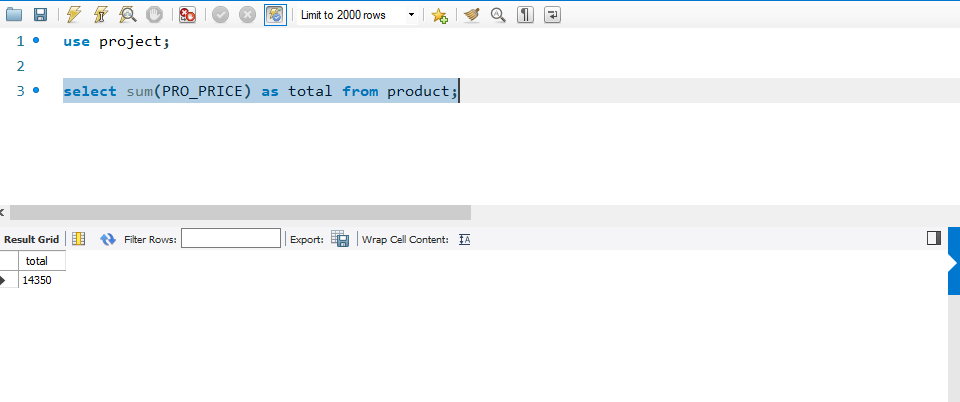 Limit to 2000 rows
1 use project;
2
3 select sum(PRO_PRICE) as total from product;
Result Grid Filter Rows: Export: Wrap Cell Content:
total
14350